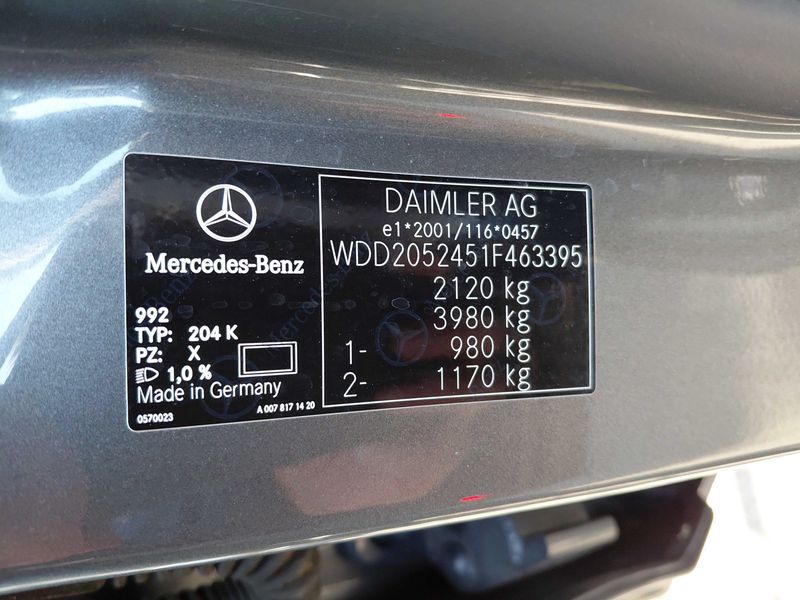 Mercedes-Benz
992
TYP: 204 K
PZ: X
1,0 %
Made in Germany
0570023
A 007 817 14 20
DAIMLER AG
e1*2001/116*0457
WDD2052451F463395
2120 kg
3980 kg
1- 980 kg
2- 1170 kg